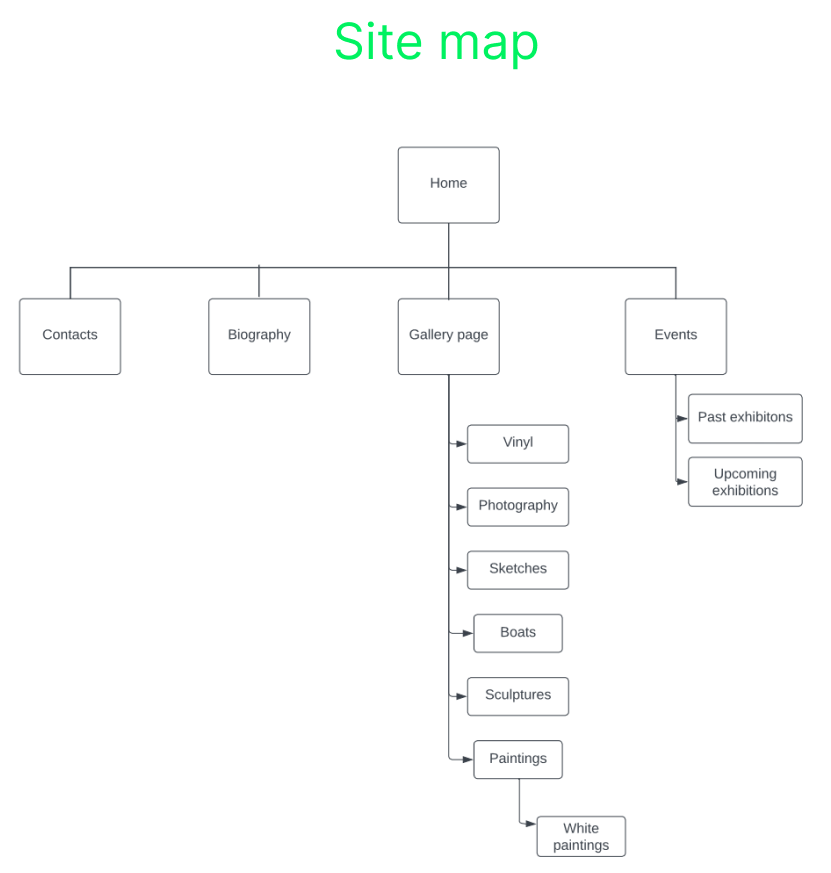 Site map
Home
Contacts
Biography
Gallery page
Events
Past exhibitons
Upcoming
exhibitions
Vinyl
Photography
Sketches
Boats
Sculptures
Paintings
White
paintings